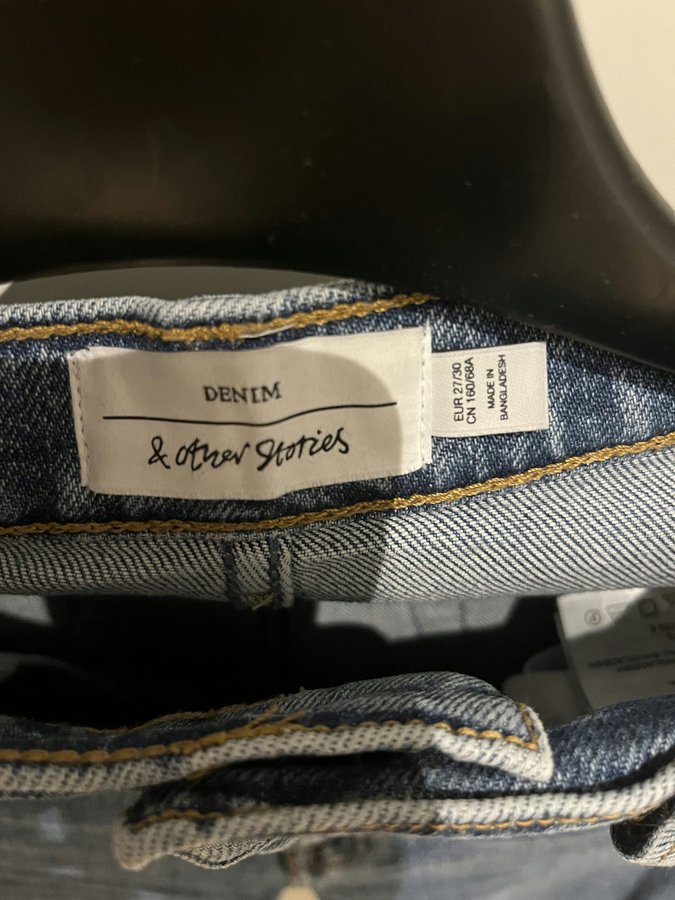 DENIM
& other Stories
EUR 27/30
CN 160/68A
MADE IN
BANGLADESH